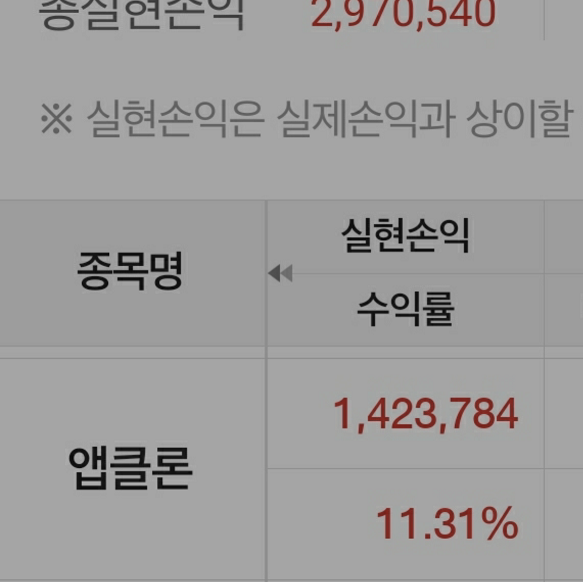 총실현손익 2,970,540
※ 실현손익은 실제손익과 상이할
종목명
실현손익
수익률
앱클론
1,423,784
11.31%